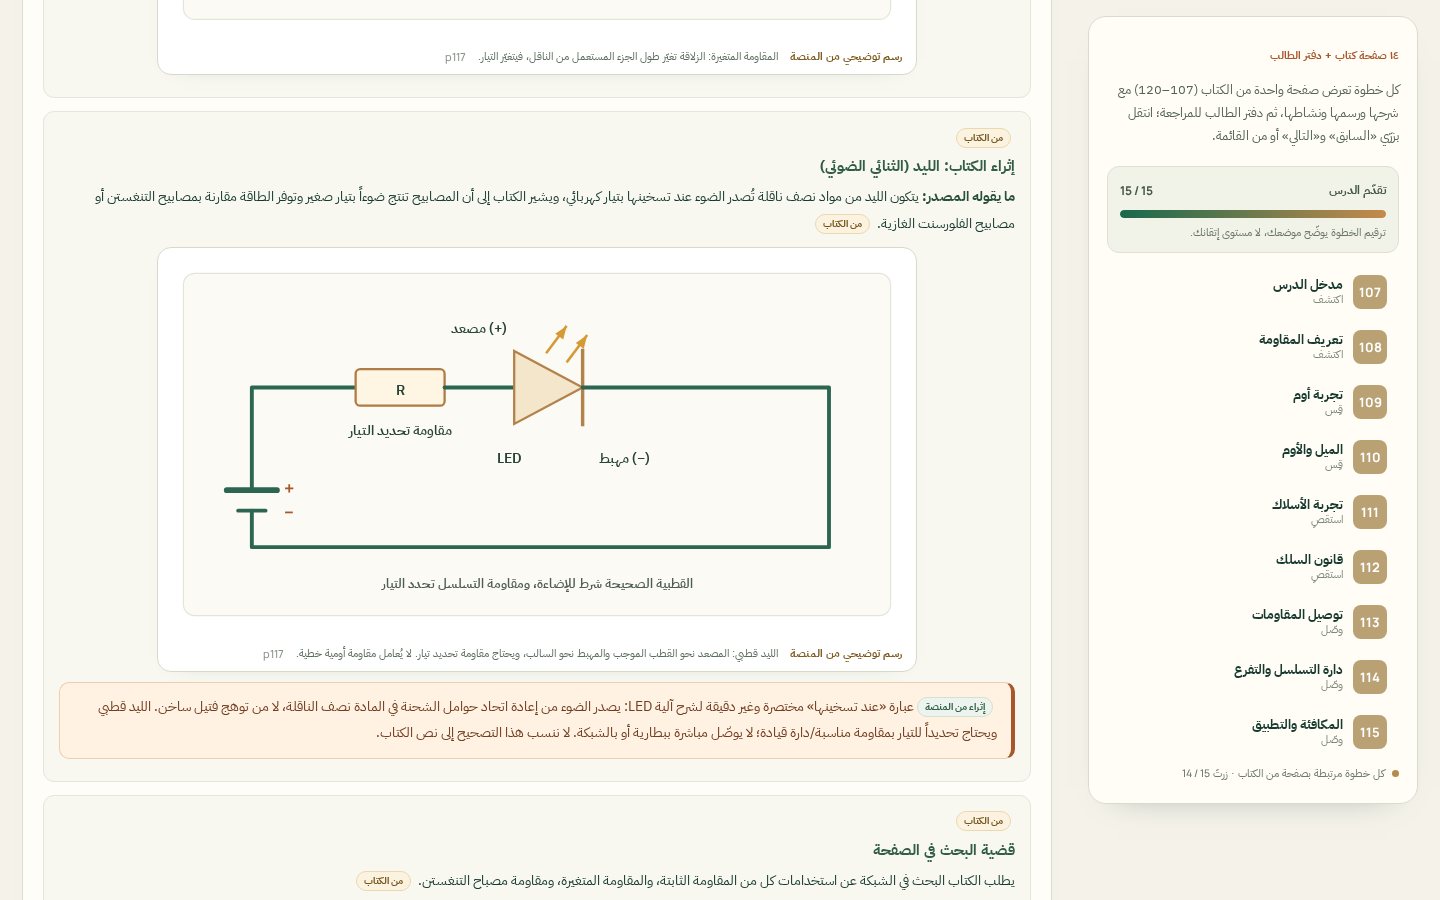 ١٤ صفحة كتاب + دفتر الطالب
كل خطوة تعرض صفحة واحدة من الكتاب (107–120) مع
شرحها ورسمها ونشاطها، ثم دفتر الطالب للمراجعة؛ انتقل
بزرّي «السابق» و«التالي» أو من القائمة.
تقدّم الدرس
15 / 15
ترقيم الخطوة يوضّح موضعك، لا مستوى إتقانك.
107
مدخل الدرس
اكتشف
108
تعريف المقاومة
اكتشف
109
تجربة أوم
قِس
110
الميل والأوم
قِس
111
تجربة الأسلاك
استقصِ
112
قانون السلك
استقصِ
113
توصيل المقاومات
وصّل
114
دارة التسلسل والتفرع
وصّل
115
المكافئة والتطبيق
وصّل
كل خطوة مرتبطة بصفحة من الكتاب · زرتَ 15 / 14
رسم توضيحي من المنصة المقاومة المتغيرة: الزلاقة تغيّر طول الجزء المستعمل من الناقل، فيتغيّر التيار. p117
من الكتاب
إثراء الكتاب: الليد (الثنائي الضوئي)
ما يقوله المصدر: يتكون الليد من مواد نصف ناقلة تُصدر الضوء عند تسخينها بتيار كهربائي، ويشير الكتاب إلى أن المصابيح تنتج ضوءاً بتيار صغير وتوفر الطاقة مقارنة بمصابيح التنغستن أو
مصابيح الفلورسنت الغازية. من الكتاب
(+) مصعد
R
مقاومة تحديد التيار
LED
(−) مهبط
+
−
القطبية الصحيحة شرط للإضاءة، ومقاومة التسلسل تحدد التيار
رسم توضيحي من المنصة الليد قطبي: المصعد نحو القطب الموجب والمهبط نحو السالب، ويحتاج مقاومة تحديد تيار. لا يُعامل مقاومة أومية خطية. p117
إثراء من المنصة عبارة «عند تسخينها» مختصرة وغير دقيقة لشرح آلية LED: يصدر الضوء من إعادة اتحاد حوامل الشحنة في المادة نصف الناقلة، لا من توهج فتيل ساخن. الليد قطبي
ويحتاج تحديداً للتيار بمقاومة مناسبة/دارة قيادة؛ لا يوصّل مباشرة ببطارية أو بالشبكة. لا ننسب هذا التصحيح إلى نص الكتاب.
من الكتاب
قضية البحث في الصفحة
يطلب الكتاب البحث في الشبكة عن استخدامات كل من المقاومة الثابتة، والمقاومة المتغيرة، ومقاومة مصباح التنغستن. من الكتاب